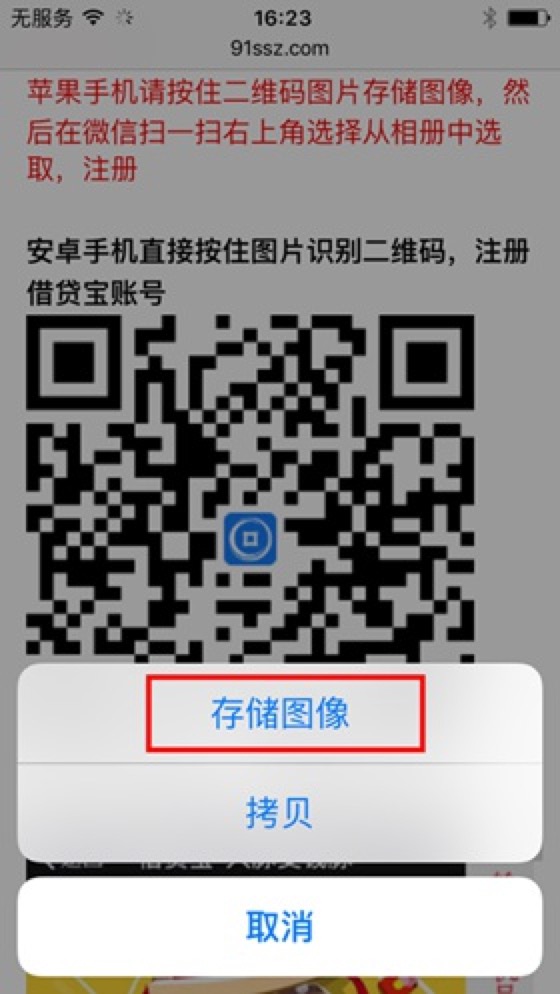 无服务 16:23
91ssz.com
苹果手机请按住二维码图片存储图像，然
后在微信扫一扫右上角选择从相册中选
取，注册
安卓手机直接按住图片识别二维码，注册
借贷宝账号
存储图像
拷贝
取消